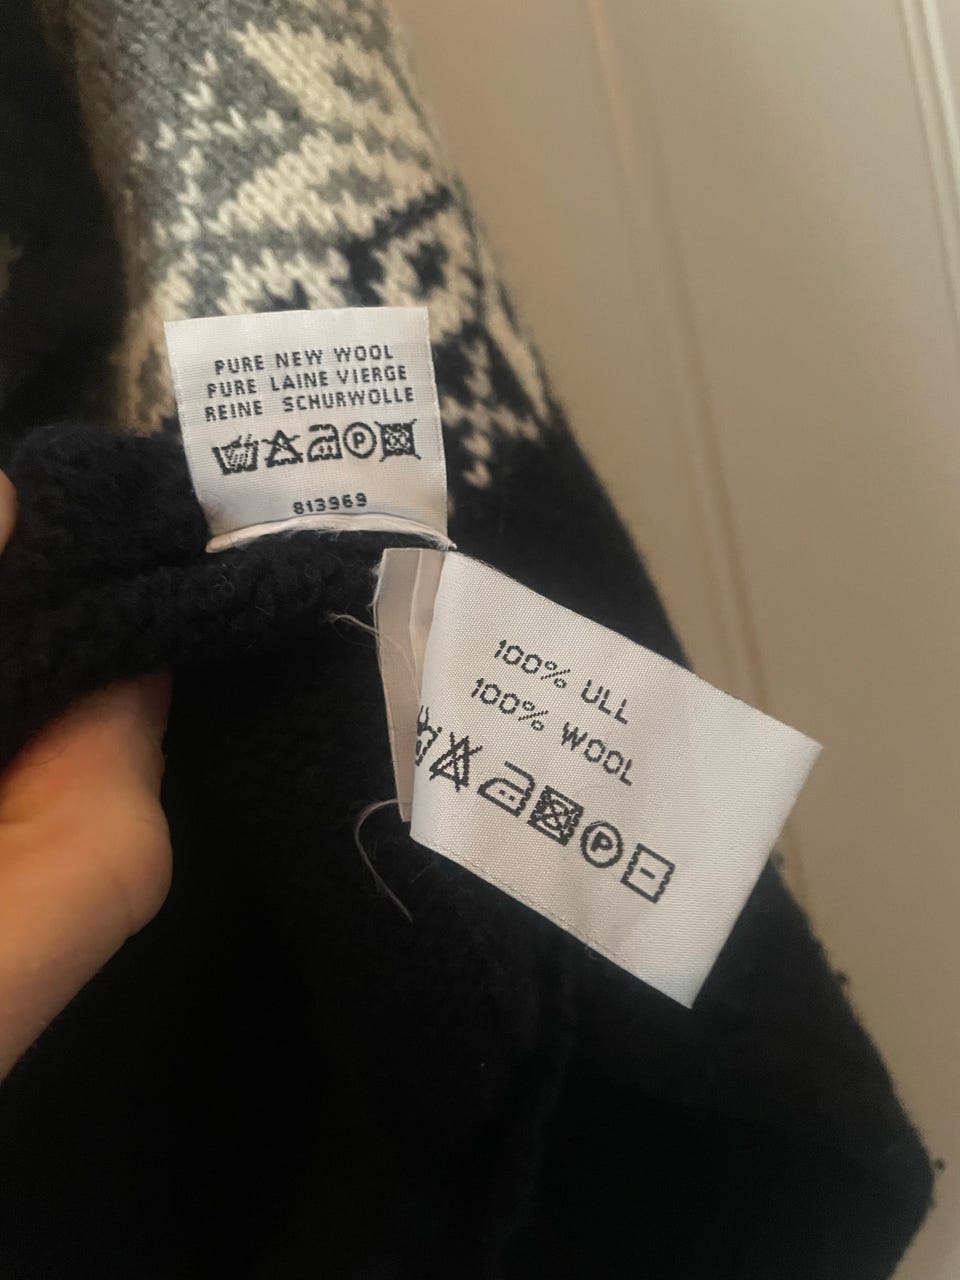 PURE NEW WOOL
PURE LAINE VIERGE
REINE SCHURWOLLE
P
813969
100% ULL
100% WOOL
P